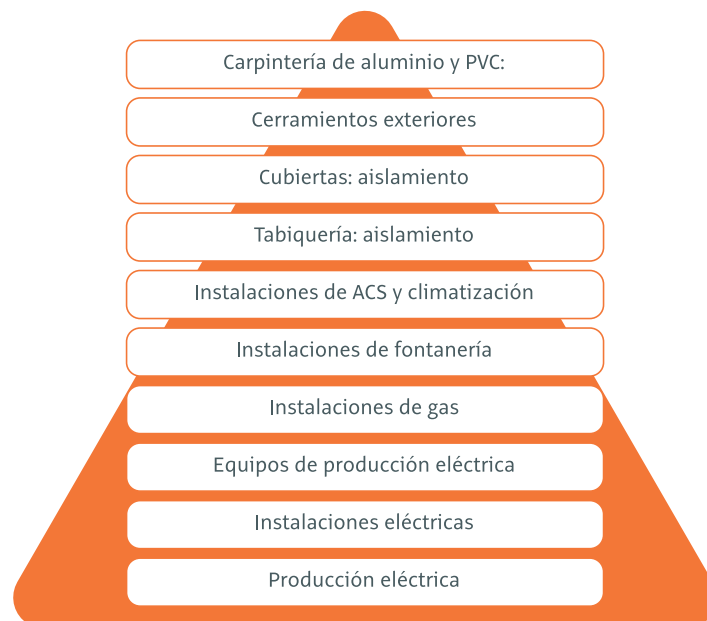 Carpintería de aluminio y PVC:
Cerramientos exteriores
Cubiertas: aislamiento
Tabiquería: aislamiento
Instalaciones de ACS y climatización
Instalaciones de fontanería
Instalaciones de gas
Equipos de producción eléctrica
Instalaciones eléctricas
Producción eléctrica